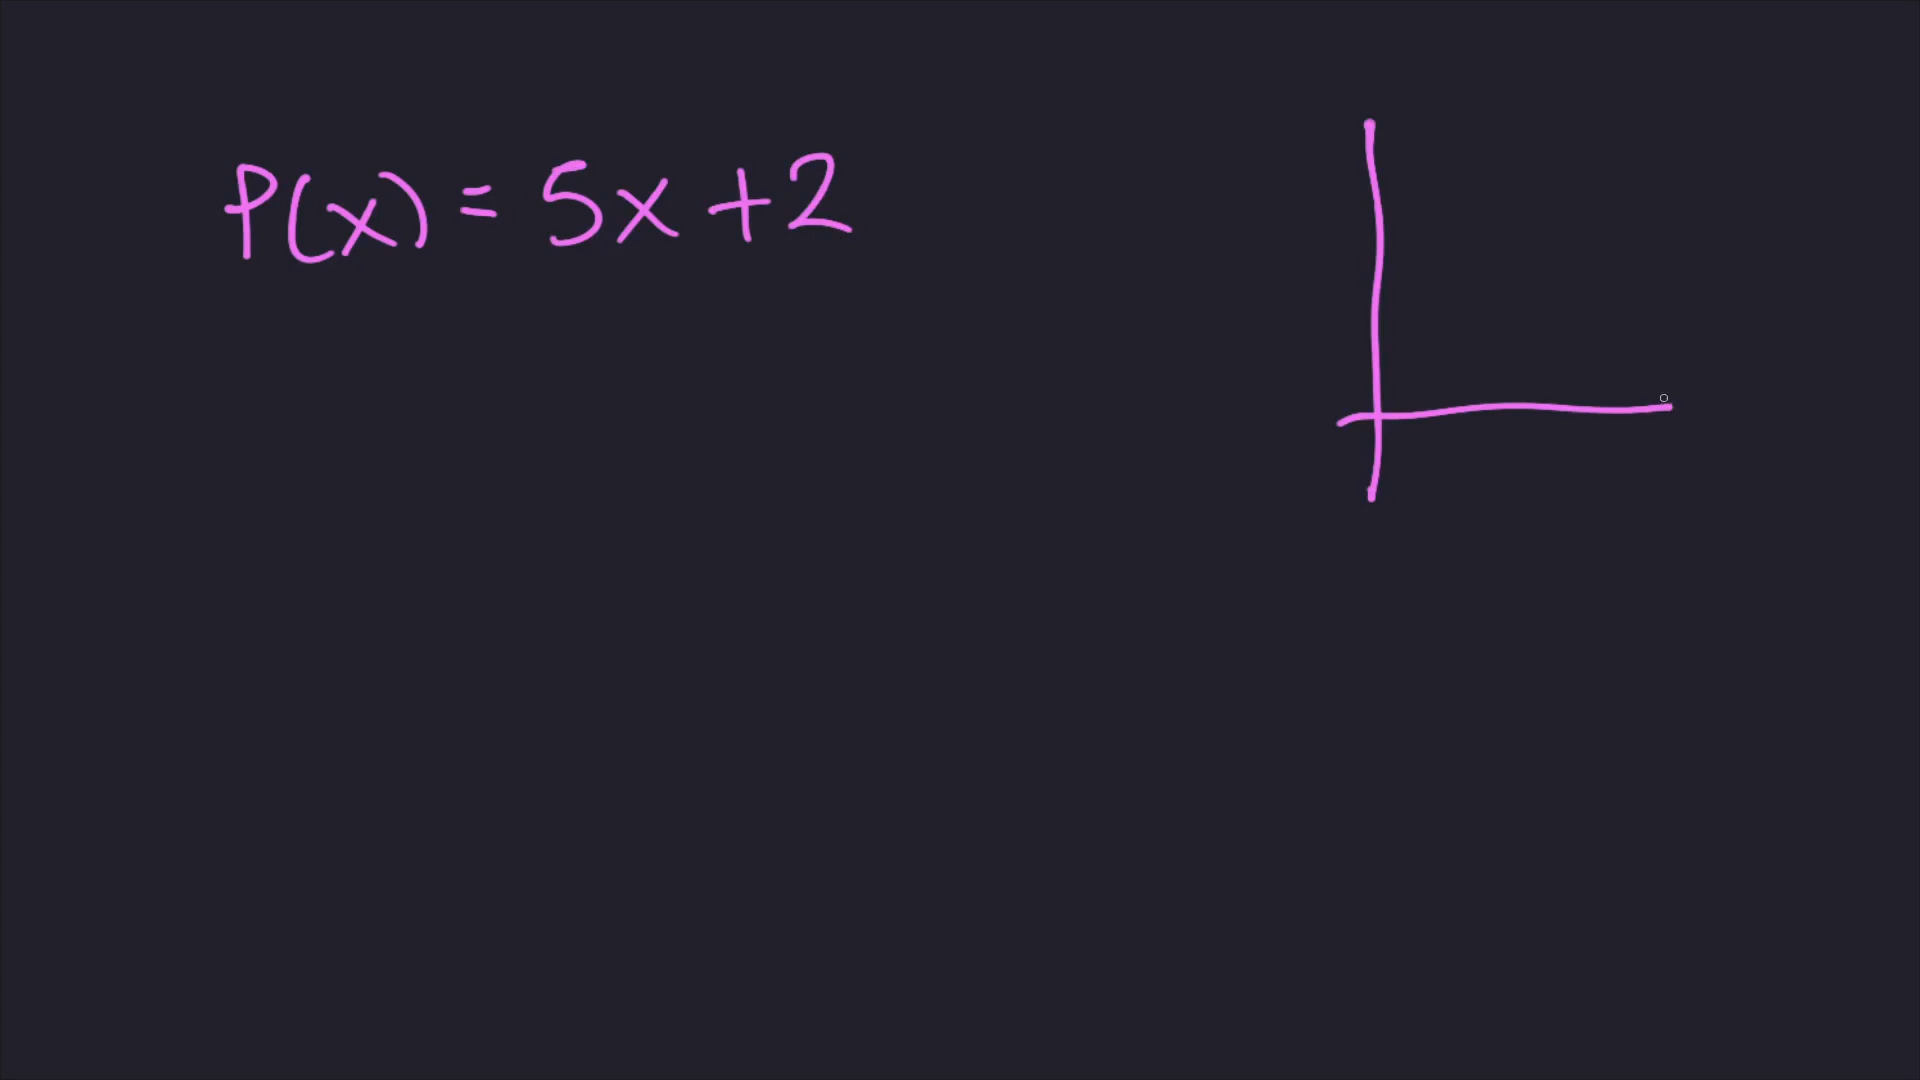 P(x) = 5x + 2